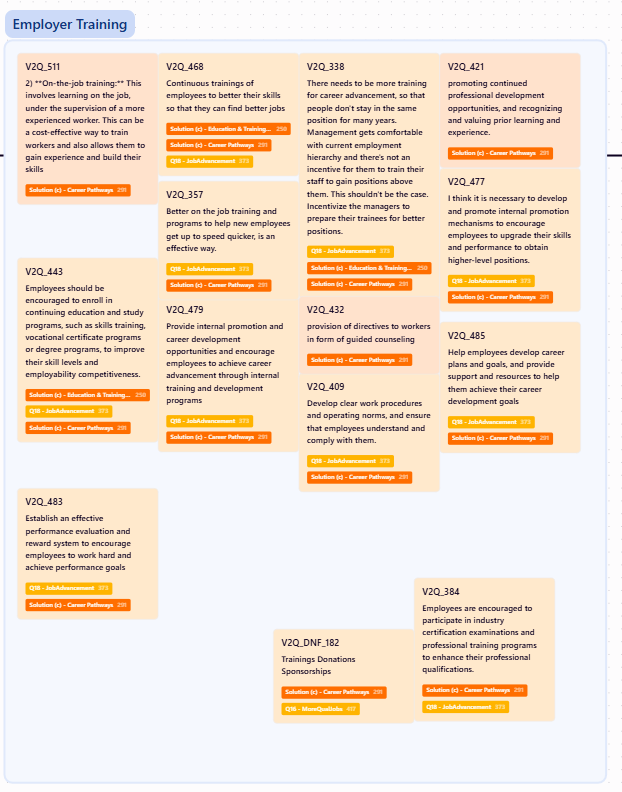 Employer Training
V2Q_511
2) **On-the-job training:** This
involves learning on the job,
under the supervision of a more
experienced worker. This can be
a cost-effective way to train
workers and also allows them to
gain experience and build their
skills
Solution (c) - Career Pathways 291
V2Q_443
Employees should be
encouraged to enroll in
continuing education and study
programs, such as skills training,
vocational certificate programs
or degree programs, to improve
their skill levels and
employability competitiveness.
Solution (c) - Education & Training... 258
Q18 - JobAdvancement 373
Solution (c) - Career Pathways 291
V2Q_483
Establish an effective
performance evaluation and
reward system to encourage
employees to work hard and
achieve performance goals
Q18 - JobAdvancement 373
Solution (c) - Career Pathways 291
V2Q_468
Continuous trainings of
employees to better their skills
so that they can find better jobs
Solution (c) - Education & Training... 258
Solution (c) - Career Pathways 291
Q18 - JobAdvancement 373
V2Q_357
Better on the job training and
programs to help new employees
get up to speed quicker, is an
effective way.
Q18 - JobAdvancement 373
Solution (c) - Career Pathways 291
V2Q_479
Provide internal promotion and
career development
opportunities and encourage
employees to achieve career
advancement through internal
training and development
programs
Q18 - JobAdvancement 373
Solution (c) - Career Pathways 291
V2Q_338
There needs to be more training
for career advancement, so that
people don't stay in the same
position for many years.
Management gets comfortable
with current employment
hierarchy and there's not an
incentive for them to train their
staff to gain positions above
them. This shouldn't be the case.
Incentivize the managers to
prepare their trainees for better
positions.
Q18 - JobAdvancement 373
Solution (c) - Education & Training... 258
Solution (c) - Career Pathways 291
V2Q_432
provision of directives to workers
in form of guided counseling
Solution (c) - Career Pathways 291
V2Q_409
Develop clear work procedures
and operating norms, and ensure
that employees understand and
comply with them.
Q18 - JobAdvancement 373
Solution (c) - Career Pathways 291
V2Q_421
promoting continued
professional development
opportunities, and recognizing
and valuing prior learning and
experience.
Solution (c) - Career Pathways 291
V2Q_477
I think it is necessary to develop
and promote internal promotion
mechanisms to encourage
employees to upgrade their skills
and performance to obtain
higher-level positions.
Q18 - JobAdvancement 373
Solution (c) - Career Pathways 291
V2Q_485
Help employees develop career
plans and goals, and provide
support and resources to help
them achieve their career
development goals
Q18 - JobAdvancement 373
Solution (c) - Career Pathways 291
V2Q_DNF_182
Trainings Donations
Sponsorships
Solution (c) - Career Pathways 291
Q16 - MoreQualJobs
V2Q_384
Employees are encouraged to
participate in industry
certification examinations and
professional training programs
to enhance their professional
qualifications.
Solution (c) - Career Pathways 291
Q18 - JobAdvancement 373